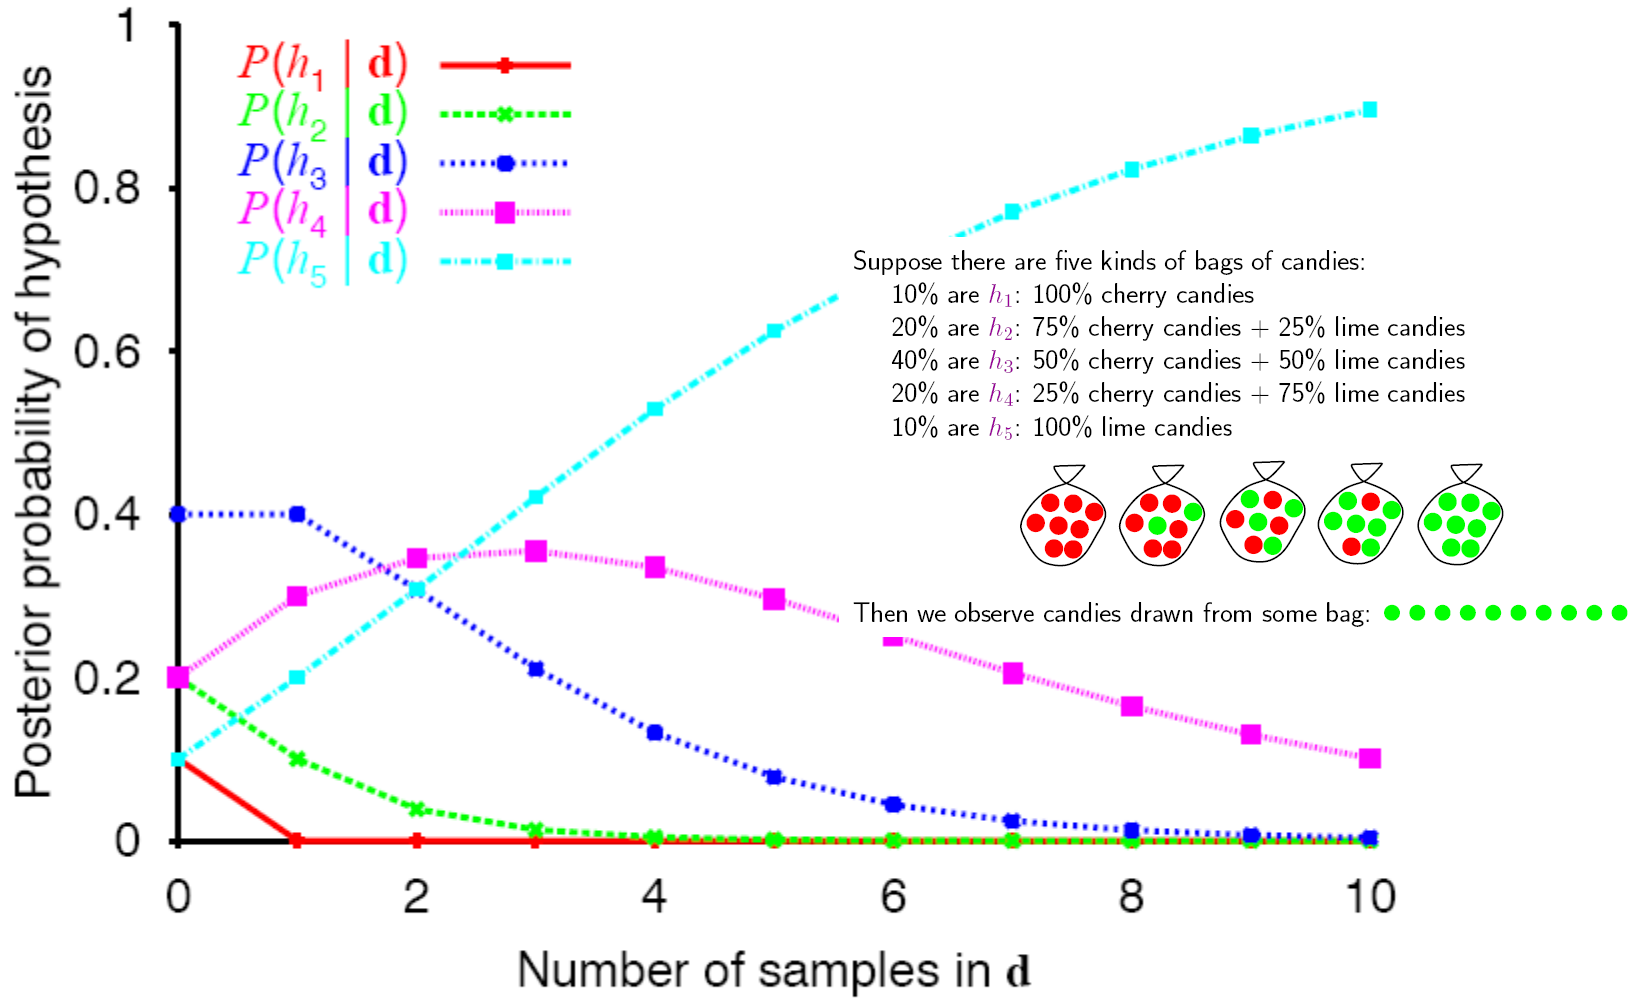 Posterior probability of hypothesis
1
0.8
0.6
0.4
0.2
0
P(h1 | d)
P(h2 | d)
P(h3 | d)
P(h4 | d)
P(h5 | d)
Suppose there are five kinds of bags of candies:
10% are h1: 100% cherry candies
20% are h2: 75% cherry candies + 25% lime candies
40% are h3: 50% cherry candies + 50% lime candies
20% are h4: 25% cherry candies + 75% lime candies
10% are h5: 100% lime candies
Then we observe candies drawn from some bag:
0 2 4 6 8 10
Number of samples in d